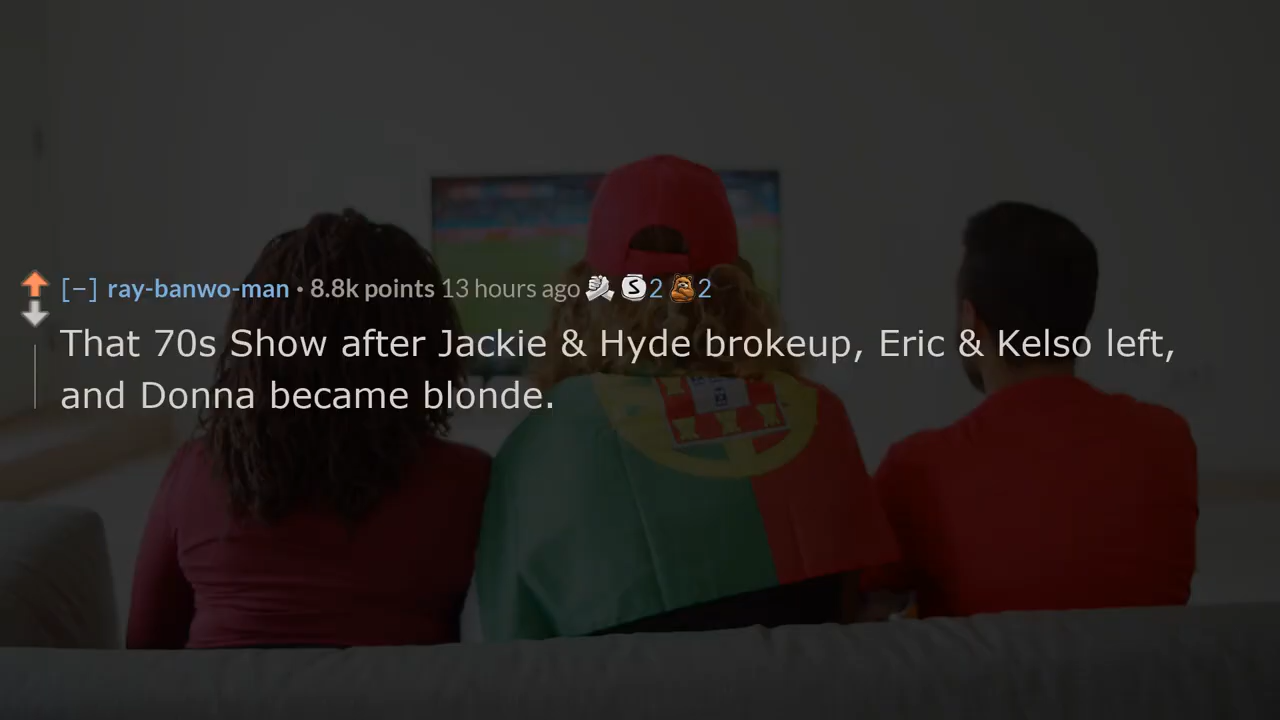 [–] ray-banwo-man • 8.8k points 13 hours ago S 2 2
That 70s Show after Jackie & Hyde brokeup, Eric & Kelso left,
and Donna became blonde.